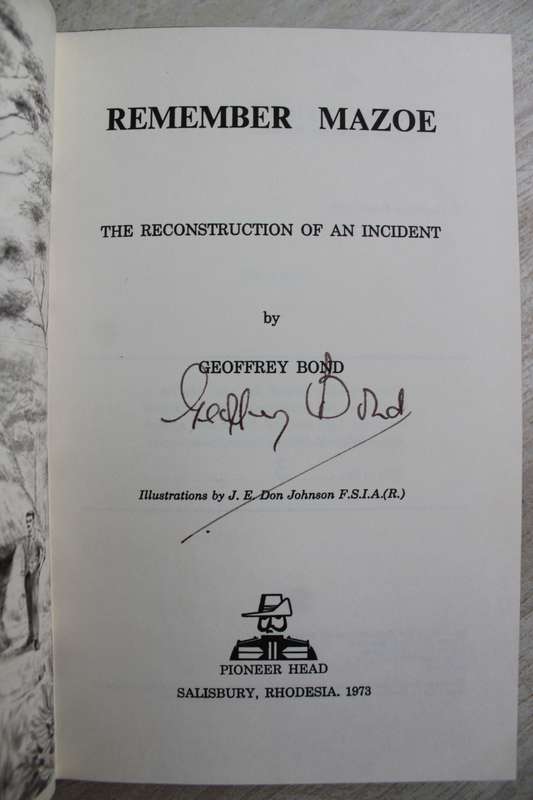 REMEMBER MAZOE
THE RECONSTRUCTION OF AN INCIDENT
by
GEOFFREY BOND
Geoffrey Bond
Illustrations by J. E. Don Johnson F.S.I.A.(R.)
PIONEER HEAD
SALISBURY, RHODESIA. 1973